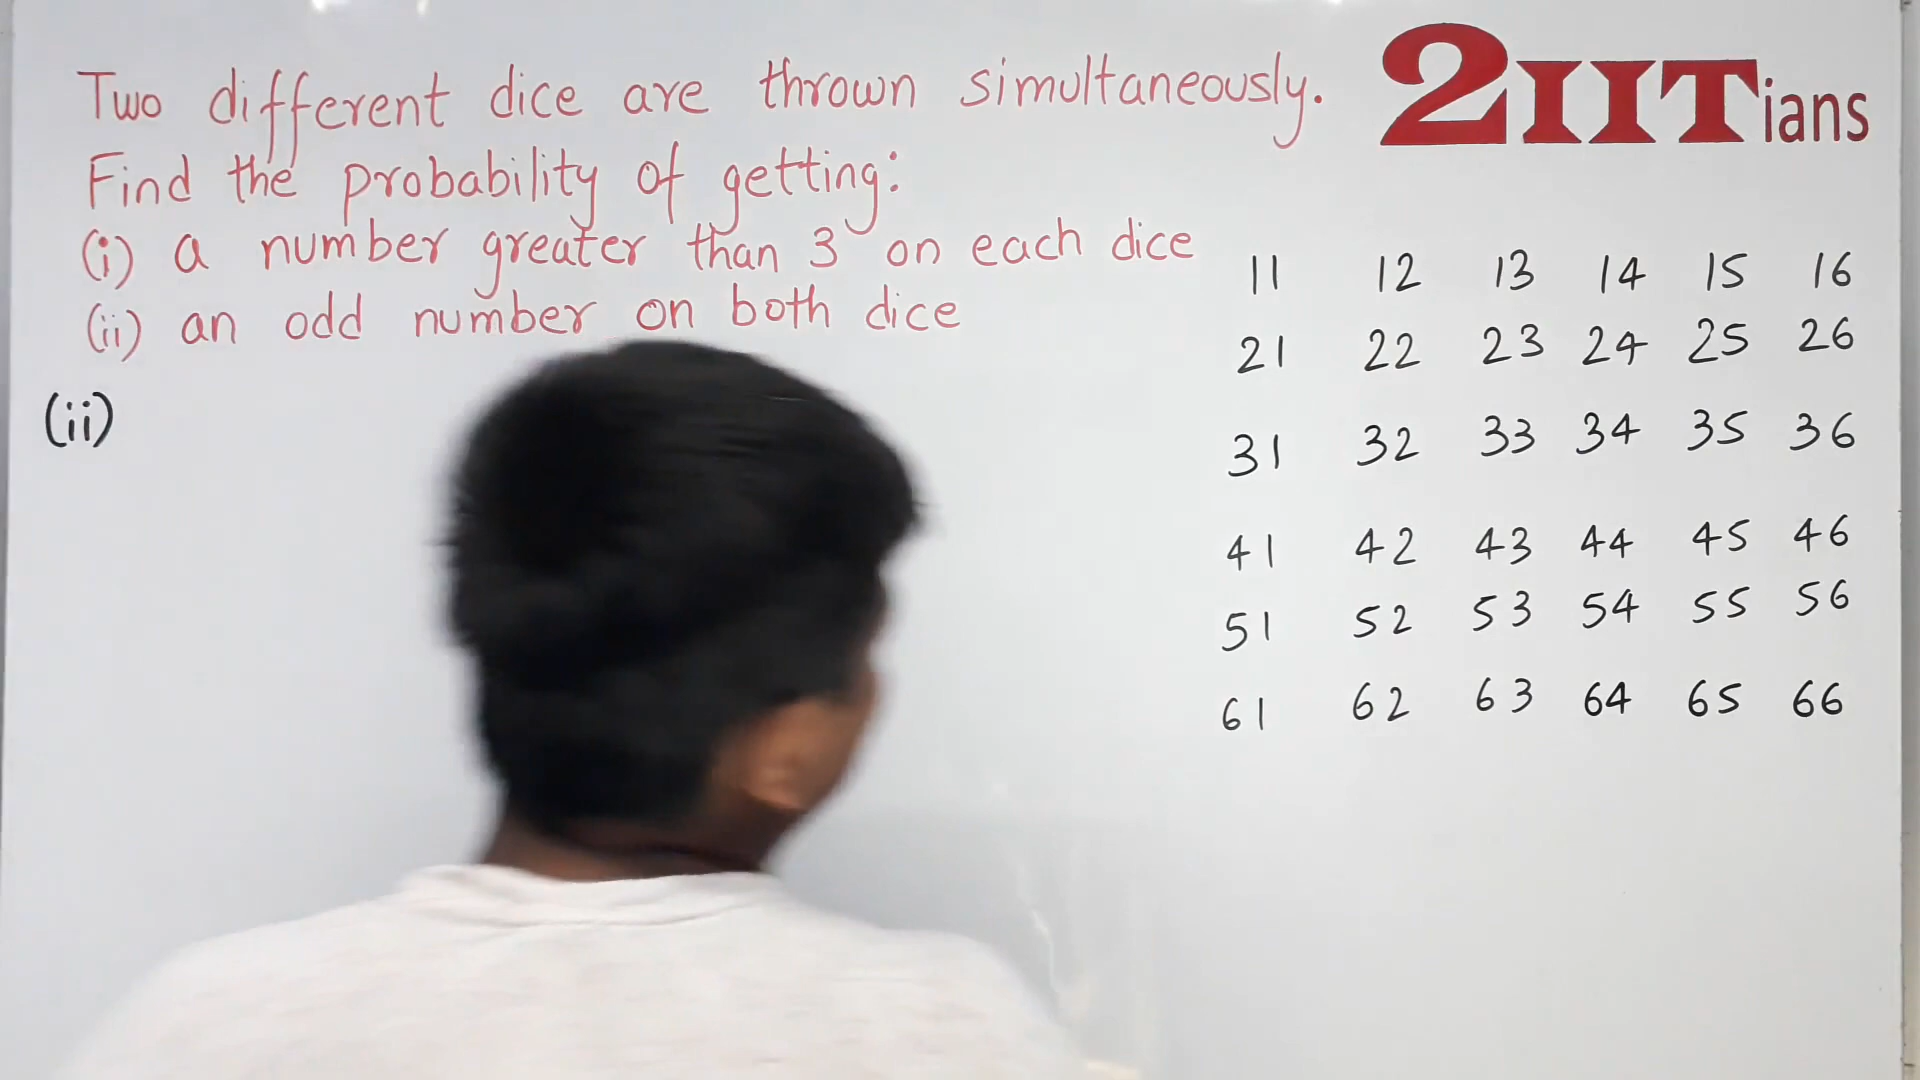 Two different dice are thrown simultaneously.
2IITians
Find the probability of getting:
(i) a number greater than 3 on each dice
(ii) an odd number on both dice
(ii)
11 12 13 14 15 16
21 22 23 24 25 26
31 32 33 34 35 36
41 42 43 44 45 46
51 52 53 54 55 56
61 62 63 64 65 66